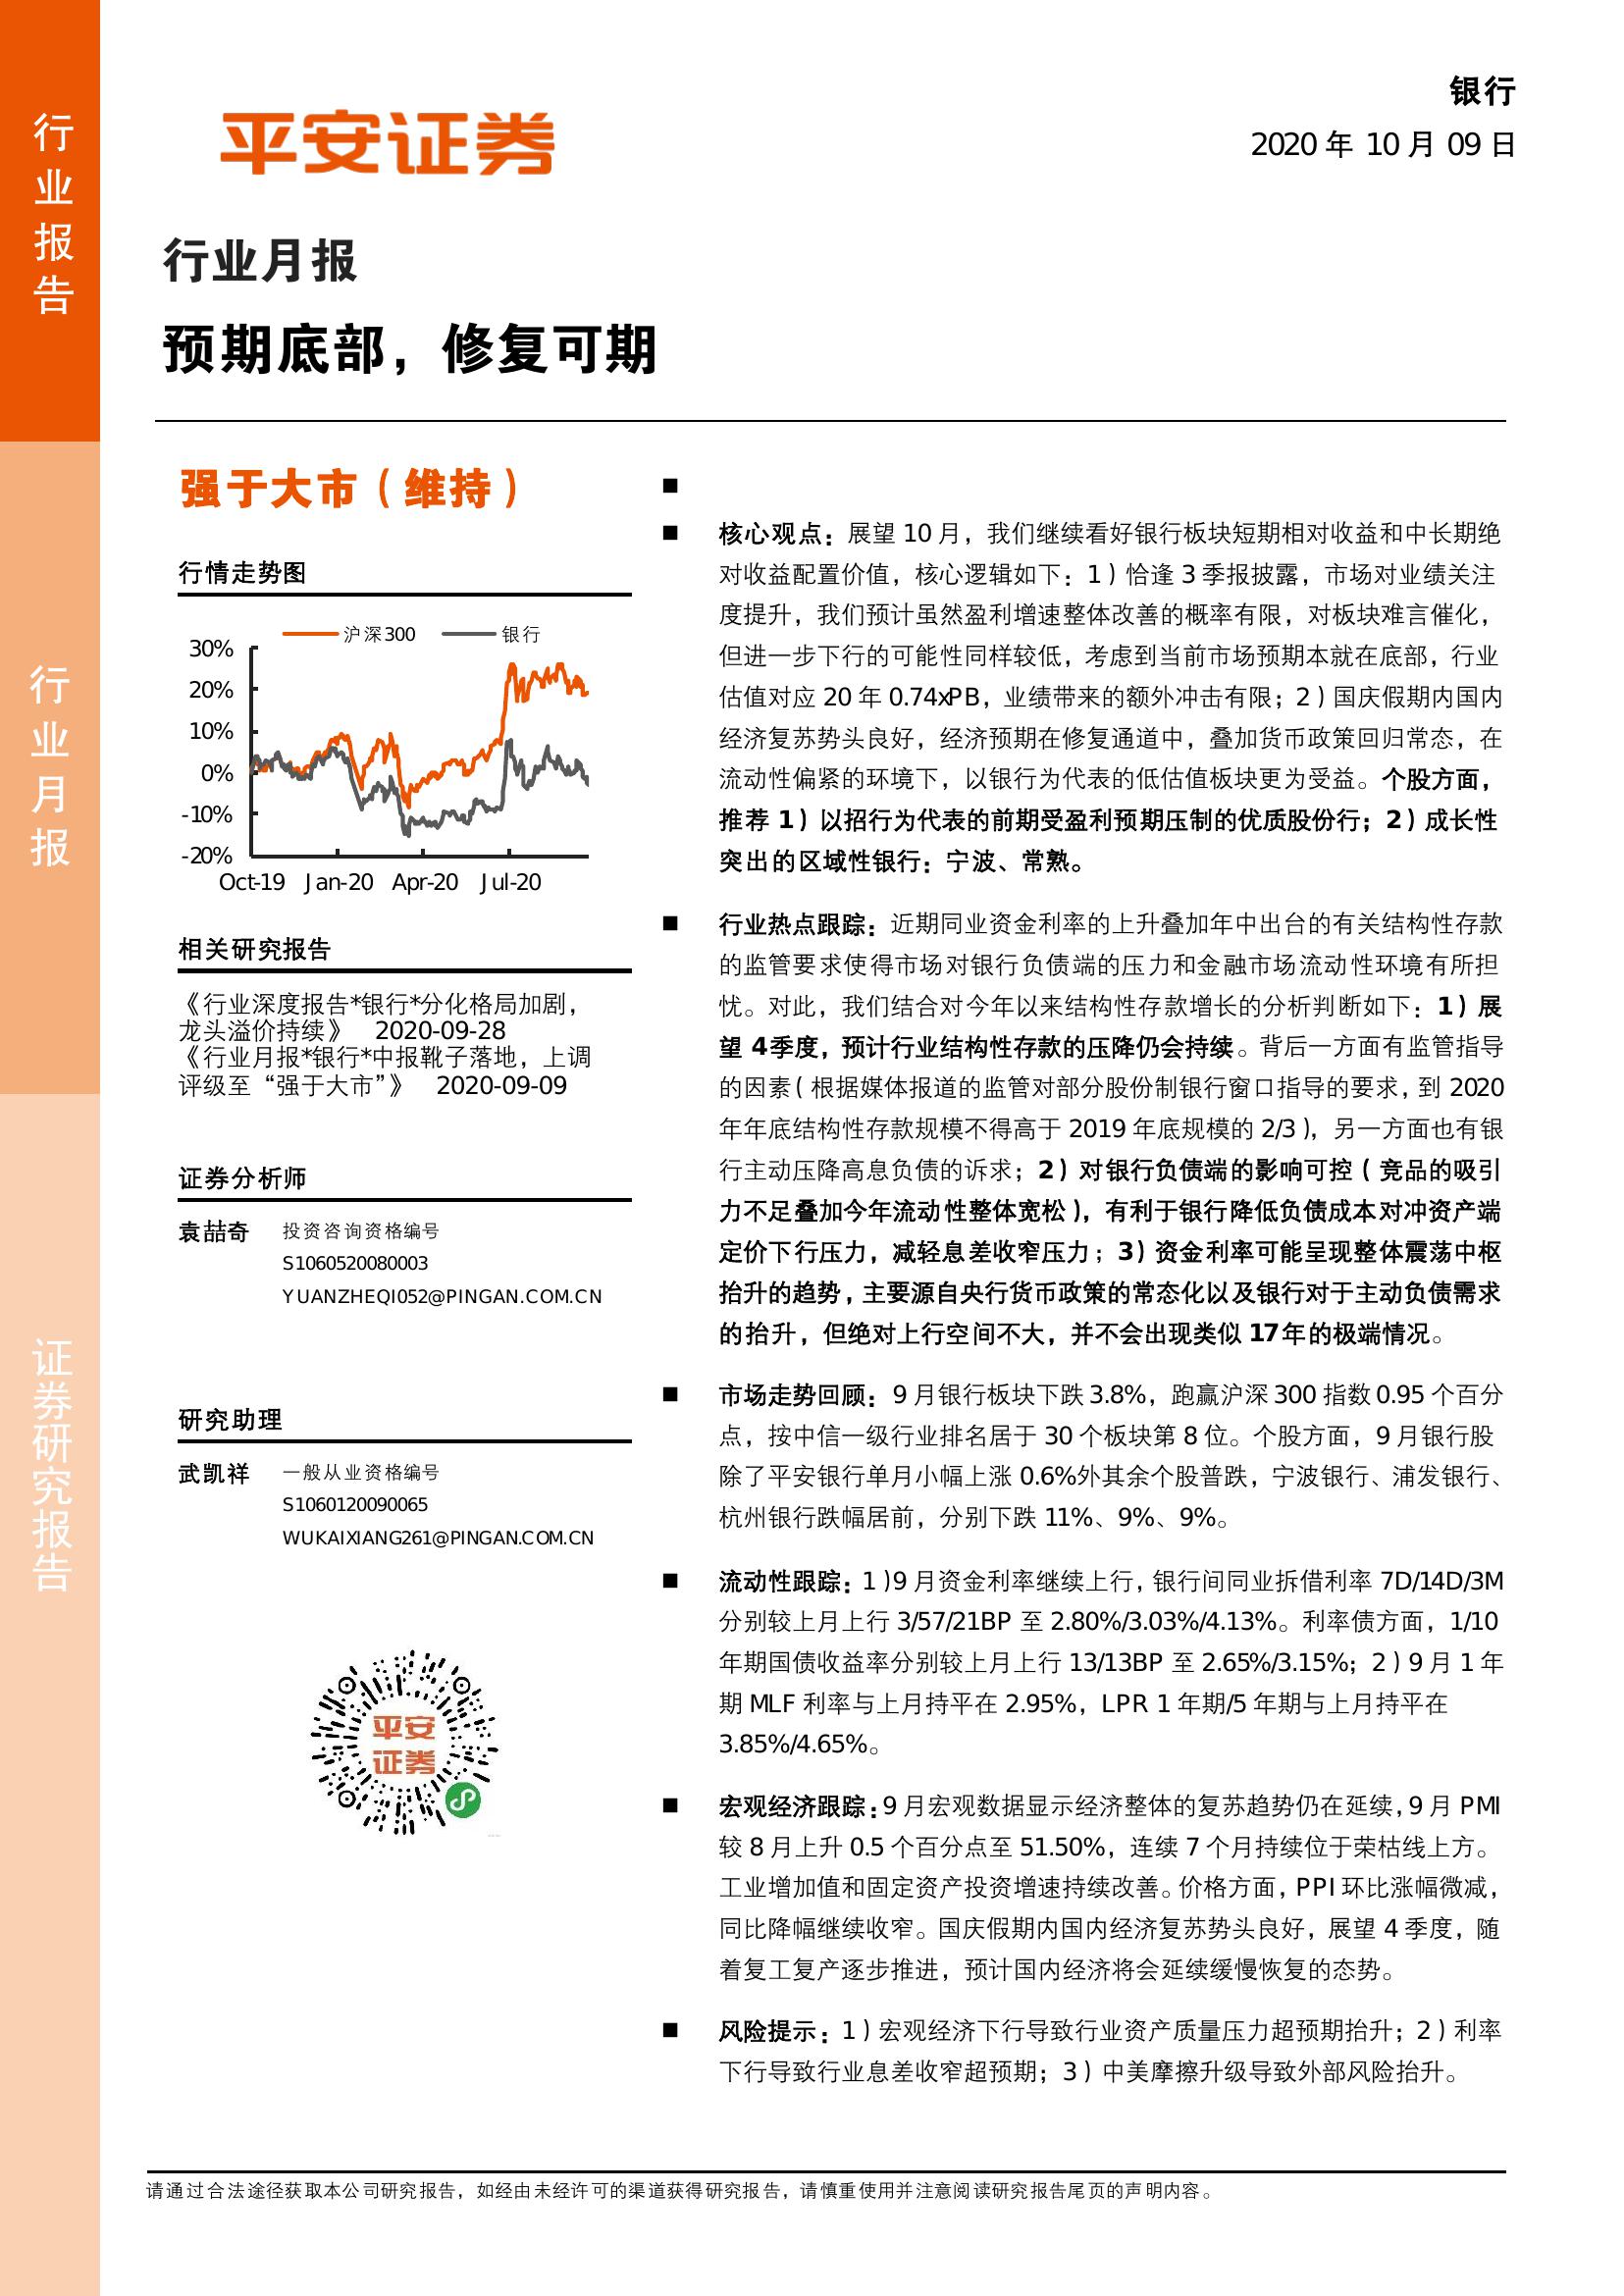 行业报告
行业月报
证券研究报告
平安证券
银行
2020 年 10 月 09 日
行业月报
预期底部，修复可期
强于大市（维持）
行情走势图
沪深300 银行
30%
20%
10%
0%
-10%
-20%
Oct-19 Jan-20 Apr-20 Jul-20
相关研究报告
《行业深度报告*银行*分化格局加剧，
龙头溢价持续》 2020-09-28
《行业月报*银行*中报靴子落地，上调
评级至“强于大市”》 2020-09-09
证券分析师
袁喆奇 投资咨询资格编号
S1060520080003
YUANZHEQI052@PINGAN.COM.CN
研究助理
武凯祥 一般从业资格编号
S1060120090065
WUKAIXIANG261@PINGAN.COM.CN
平安
证券
■
■ 核心观点：展望 10 月，我们继续看好银行板块短期相对收益和中长期绝
对收益配置价值，核心逻辑如下：1）恰逢 3 季报披露，市场对业绩关注
度提升，我们预计虽然盈利增速整体改善的概率有限，对板块难言催化，
但进一步下行的可能性同样较低，考虑到当前市场预期本就在底部，行业
估值对应 20 年 0.74xPB，业绩带来的额外冲击有限；2）国庆假期内国内
经济复苏势头良好，经济预期在修复通道中，叠加货币政策回归常态，在
流动性偏紧的环境下，以银行为代表的低估值板块更为受益。个股方面，
推荐 1）以招行为代表的前期受盈利预期压制的优质股份行；2）成长性
突出的区域性银行：宁波、常熟。
■ 行业热点跟踪：近期同业资金利率的上升叠加年中出台的有关结构性存款
的监管要求使得市场对银行负债端的压力和金融市场流动性环境有所担
忧。对此，我们结合对今年以来结构性存款增长的分析判断如下：1）展
望 4季度，预计行业结构性存款的压降仍会持续。背后一方面有监管指导
的因素（根据媒体报道的监管对部分股份制银行窗口指导的要求，到 2020
年年底结构性存款规模不得高于 2019 年底规模的 2/3），另一方面也有银
行主动压降高息负债的诉求；2）对银行负债端的影响可控（竞品的吸引
力不足叠加今年流动性整体宽松），有利于银行降低负债成本对冲资产端
定价下行压力，减轻息差收窄压力；3）资金利率可能呈现整体震荡中枢
抬升的趋势，主要源自央行货币政策的常态化以及银行对于主动负债需求
的抬升，但绝对上行空间不大，并不会出现类似 17年的极端情况。
■ 市场走势回顾：9 月银行板块下跌 3.8%，跑赢沪深 300 指数 0.95 个百分
点，按中信一级行业排名居于 30 个板块第 8 位。个股方面，9 月银行股
除了平安银行单月小幅上涨 0.6%外其余个股普跌，宁波银行、浦发银行、
杭州银行跌幅居前，分别下跌 11%、9%、9%。
■ 流动性跟踪：1）9 月资金利率继续上行，银行间同业拆借利率 7D/14D/3M
分别较上月上行 3/57/21BP 至 2.80%/3.03%/4.13%。利率债方面，1/10
年期国债收益率分别较上月上行 13/13BP 至 2.65%/3.15%；2）9 月 1 年
期 MLF 利率与上月持平在 2.95%，LPR 1 年期/5 年期与上月持平在
3.85%/4.65%。
■ 宏观经济跟踪：9 月宏观数据显示经济整体的复苏趋势仍在延续，9 月 PMI
较 8 月上升 0.5 个百分点至 51.50%，连续 7 个月持续位于荣枯线上方。
工业增加值和固定资产投资增速持续改善。价格方面，PPI 环比涨幅微减，
同比降幅继续收窄。国庆假期内国内经济复苏势头良好，展望 4 季度，随
着复工复产逐步推进，预计国内经济将会延续缓慢恢复的态势。
■ 风险提示：1）宏观经济下行导致行业资产质量压力超预期抬升；2）利率
下行导致行业息差收窄超预期；3）中美摩擦升级导致外部风险抬升。
请通过合法途径获取本公司研究报告，如经由未经许可的渠道获得研究报告，请慎重使用并注意阅读研究报告尾页的声明内容。